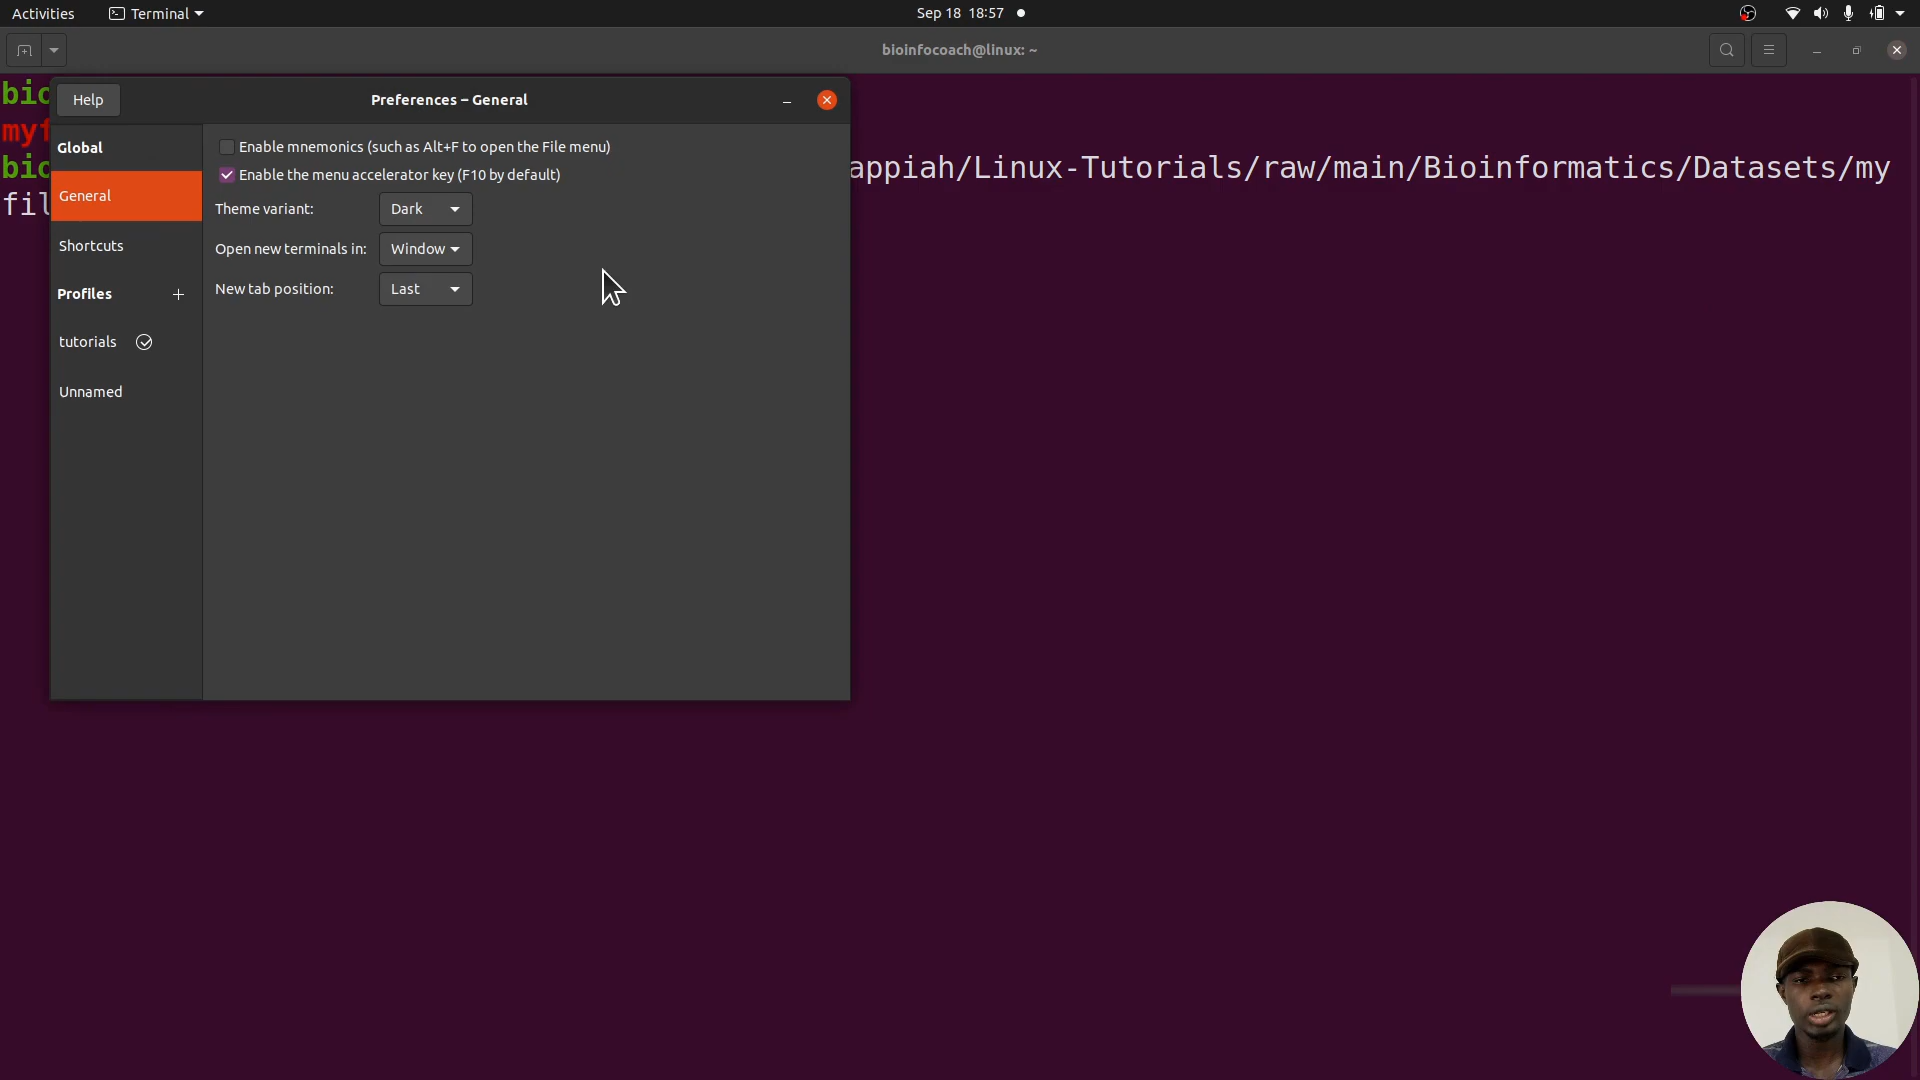 Activities Terminal Sep 18 18:57
bioinfocoach@linux: ~
bio
Help Preferences – General
myf
Global
Enable mnemonics (such as Alt+F to open the File menu)
bio appiah/Linux-Tutorials/raw/main/Bioinformatics/Datasets/my
Enable the menu accelerator key (F10 by default)
fil
General
Theme variant: Dark
Shortcuts
Open new terminals in: Window
Profiles +
New tab position: Last
tutorials
Unnamed